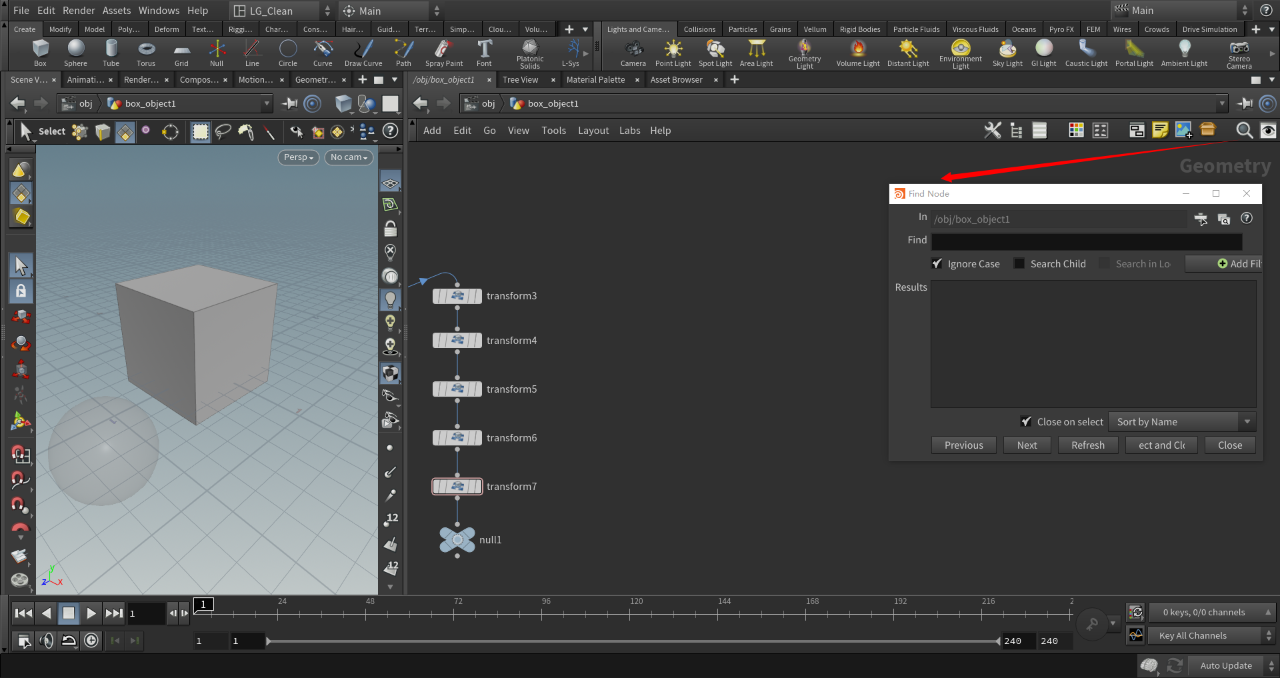 File Edit Render Assets Windows Help LG_Clean Main Main
Create Modify Model Poly... Deform Text... Riggi... Char... Cons... Hair... Guid... Terr... Simp... Clou... Volu...
Lights and Came... Collisions Particles Grains Vellum Rigid Bodies Particle Fluids Viscous Fluids Oceans Pyro FX FEM Wires Crowds Drive Simulation
Box Sphere Tube Torus Grid Null Line Circle Curve Draw Curve Path Spray Paint Font Platonic Solids L-Sys
Camera Point Light Spot Light Area Light Geometry Light Volume Light Distant Light Environment Light Sky Light GI Light Caustic Light Portal Light Ambient Light Stereo Camera
Scene V... Animati... Render... Compos... Motion... Geometr...
/obj/box_object1 Tree View Material Palette Asset Browser
obj box_object1
obj box_object1
Select
Add Edit Go View Tools Layout Labs Help
Persp No cam
Geometry
Find Node
In /obj/box_object1
Find
Ignore Case Search Child Search in Lo Add Fil
Results
Close on select Sort by Name
Previous Next Refresh ect and Clo Close
transform3
transform4
transform5
transform6
transform7
null1
12
12
y
z x
1 1 24 48 72 96 120 144 168 192 216 2
0 keys, 0/0 channels
1 1 240 240
Key All Channels
Auto Update